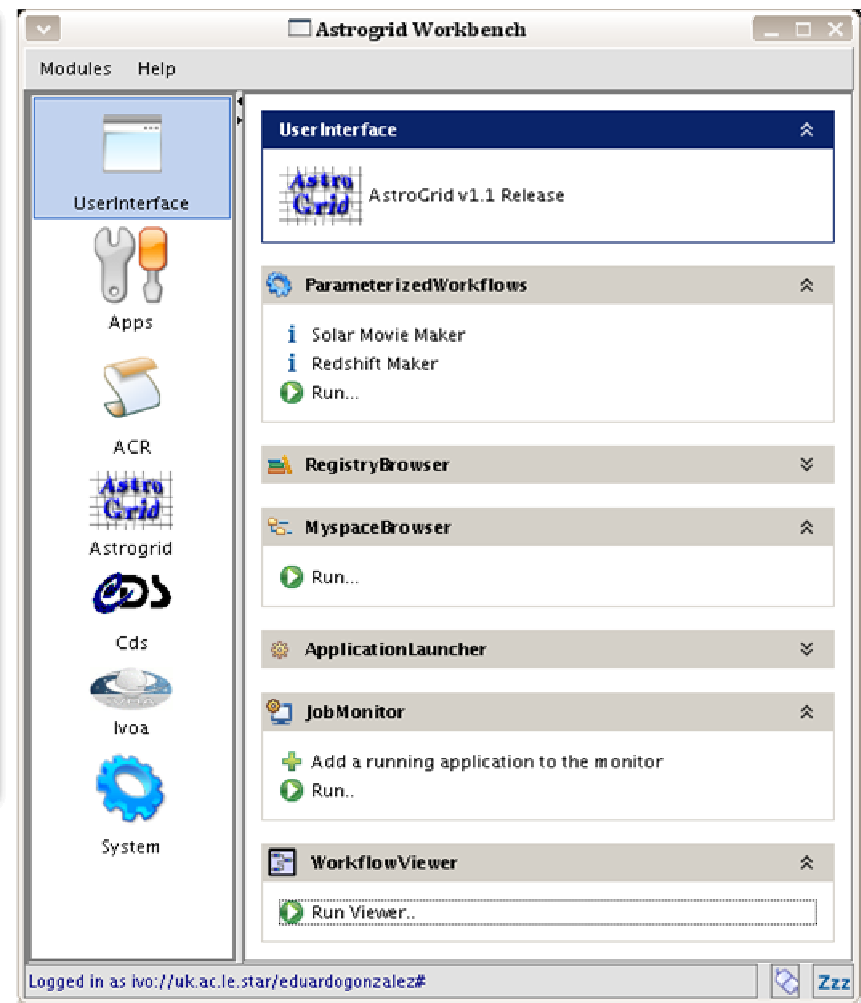 Astrogrid Workbench
Modules Help
UserInterface
Apps
ACR
Astro
Grid
Astrogrid
CDS
Cds
Ivoa
System
UserInterface
Astro
Grid
AstroGrid v1.1 Release
ParameterizedWorkflows
i Solar Movie Maker
i Redshift Maker
Run...
RegistryBrowser
MyspaceBrowser
Run...
ApplicationLauncher
JobMonitor
Add a running application to the monitor
Run..
WorkflowViewer
Run Viewer..
Logged in as ivo://uk.ac.le.star/eduardogonzalez#
Zzz